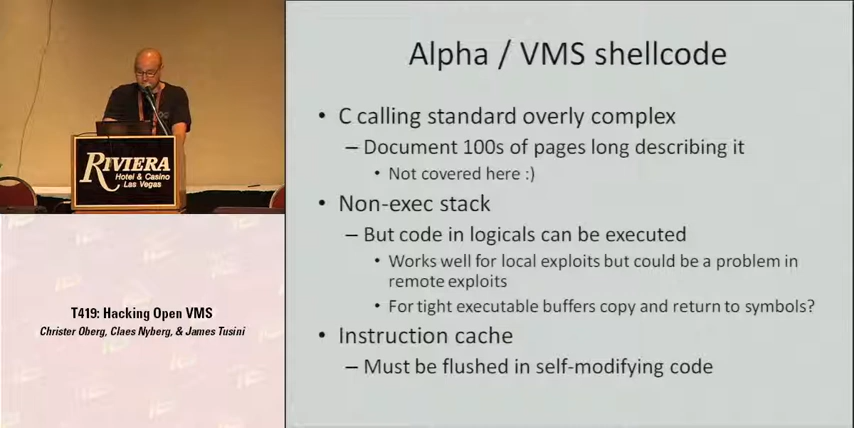 RIVIERA
Hotel & Casino
Las Vegas
T419: Hacking Open VMS
Christer Oberg, Claes Nyberg, & James Tusini
Alpha / VMS shellcode
• C calling standard overly complex
– Document 100s of pages long describing it
• Not covered here :)
• Non-exec stack
– But code in logicals can be executed
• Works well for local exploits but could be a problem in
remote exploits
• For tight executable buffers copy and return to symbols?
• Instruction cache
– Must be flushed in self-modifying code